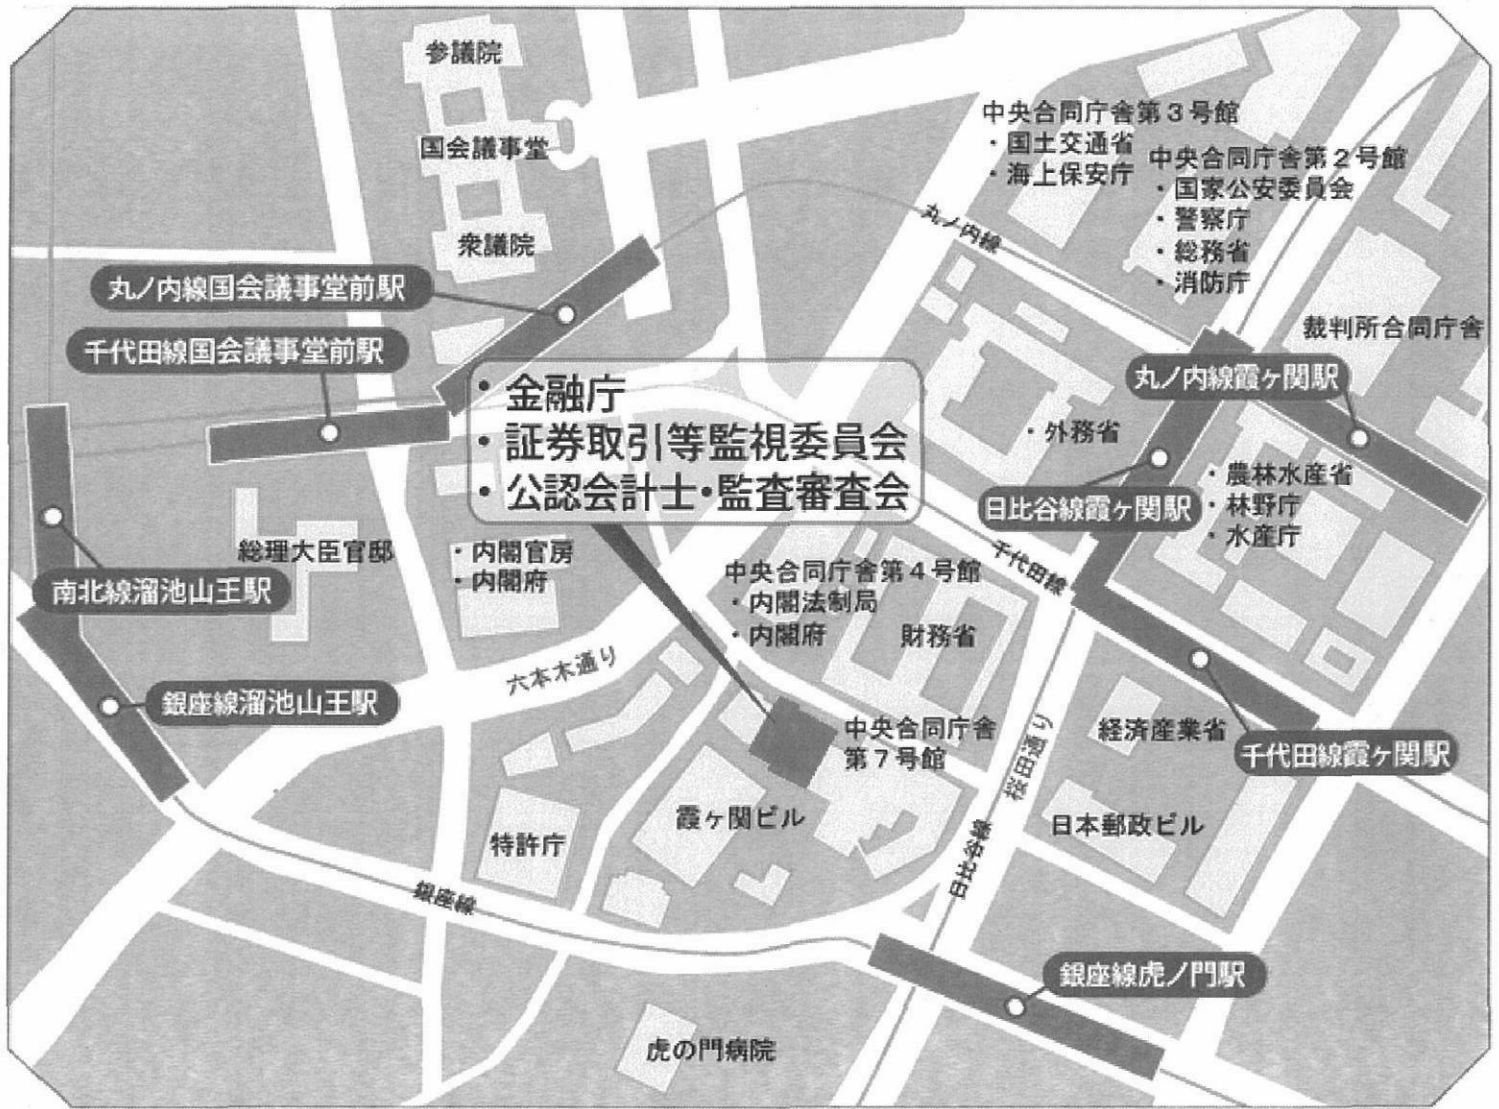 参議院
国会議事堂
衆議院
中央合同庁舎第3号館
・国土交通省
・海上保安庁
中央合同庁舎第2号館
・国家公安委員会
・警察庁
・総務省
・消防庁
丸ノ内線
裁判所合同庁舎
丸ノ内線国会議事堂前駅
千代田線国会議事堂前駅
丸ノ内線霞ヶ関駅
・金融庁
・証券取引等監視委員会
・公認会計士・監査審査会
・外務省
日比谷線霞ヶ関駅
・農林水産省
・林野庁
・水産庁
総理大臣官邸
・内閣官房
・内閣府
千代田線
中央合同庁舎第4号館
・内閣法制局
・内閣府
財務省
南北線溜池山王駅
六本木通り
銀座線溜池山王駅
中央合同庁舎
第7号館
桜田通り
経済産業省
千代田線霞ヶ関駅
霞ヶ関ビル
特許庁
日本郵政ビル
日比谷線
銀座線
銀座線虎ノ門駅
虎の門病院